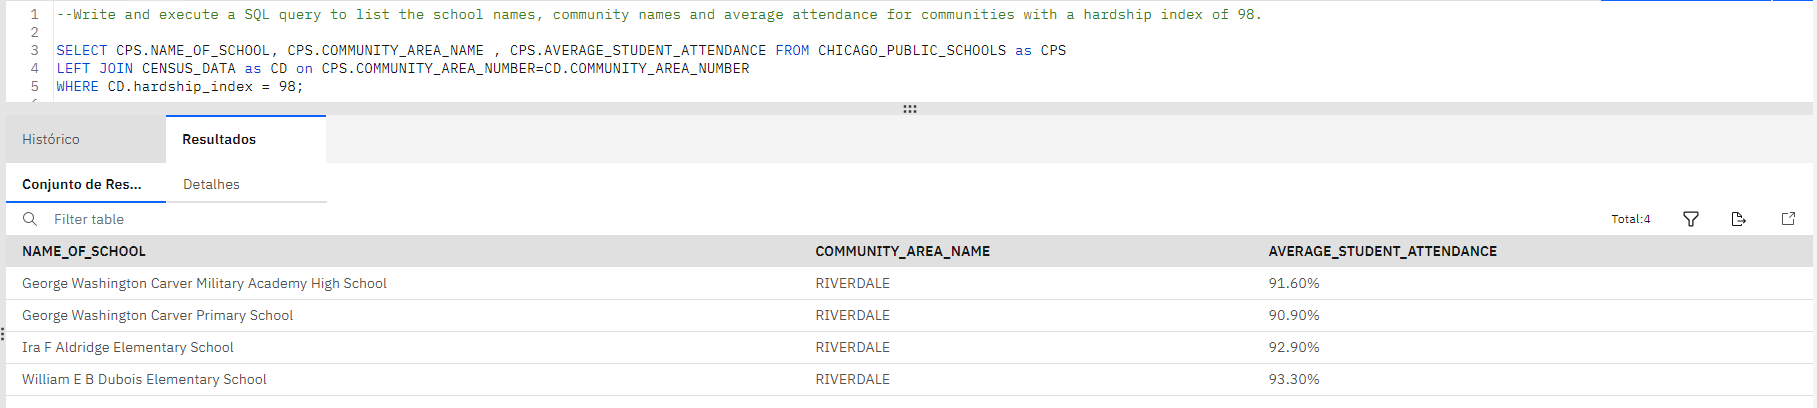 1 --Write and execute a SQL query to list the school names, community names and average attendance for communities with a hardship index of 98.
2
3 SELECT CPS.NAME_OF_SCHOOL, CPS.COMMUNITY_AREA_NAME , CPS.AVERAGE_STUDENT_ATTENDANCE FROM CHICAGO_PUBLIC_SCHOOLS as CPS
4 LEFT JOIN CENSUS_DATA as CD on CPS.COMMUNITY_AREA_NUMBER=CD.COMMUNITY_AREA_NUMBER
5 WHERE CD.hardship_index = 98;
Histórico Resultados
Conjunto de Res... Detalhes
Filter table Total:4
NAME_OF_SCHOOL COMMUNITY_AREA_NAME AVERAGE_STUDENT_ATTENDANCE
George Washington Carver Military Academy High School RIVERDALE 91.60%
George Washington Carver Primary School RIVERDALE 90.90%
Ira F Aldridge Elementary School RIVERDALE 92.90%
William E B Dubois Elementary School RIVERDALE 93.30%